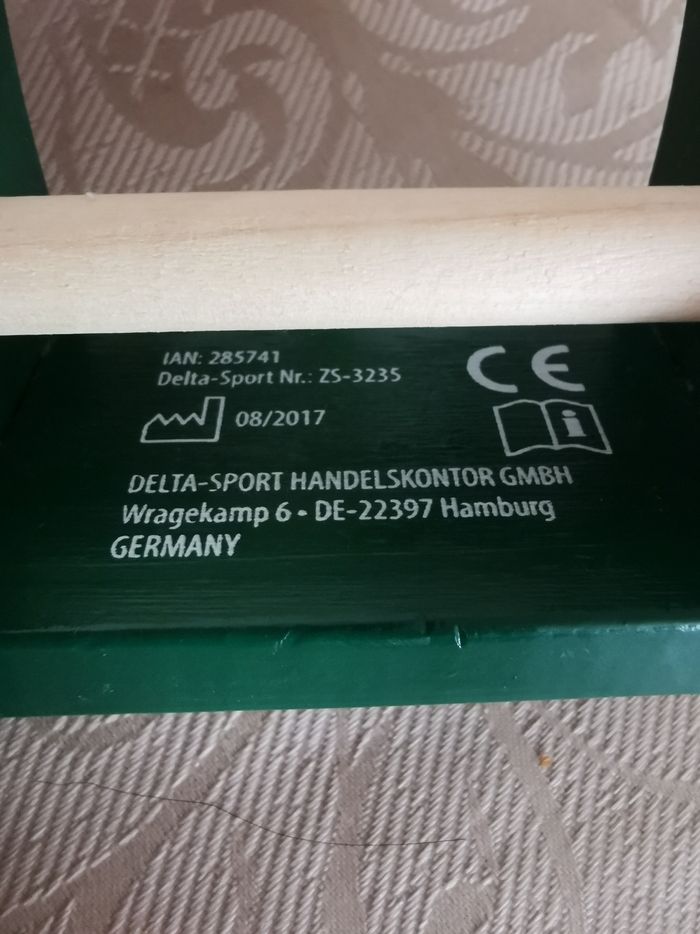 IAN: 285741
Delta-Sport Nr.: ZS-3235
CE
08/2017
i
DELTA-SPORT HANDELSKONTOR GMBH
Wragekamp 6 • DE-22397 Hamburg
GERMANY